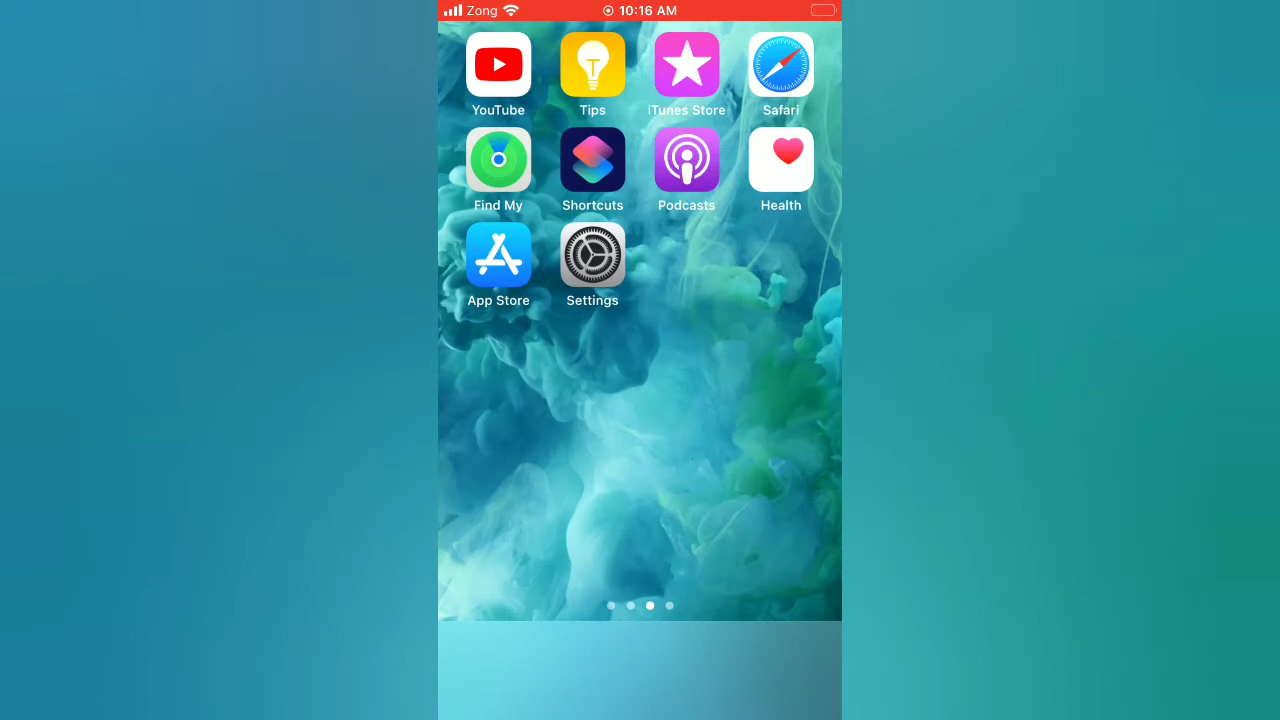 Zong 10:16 AM
YouTube Tips iTunes Store Safari
Find My Shortcuts Podcasts Health
App Store Settings